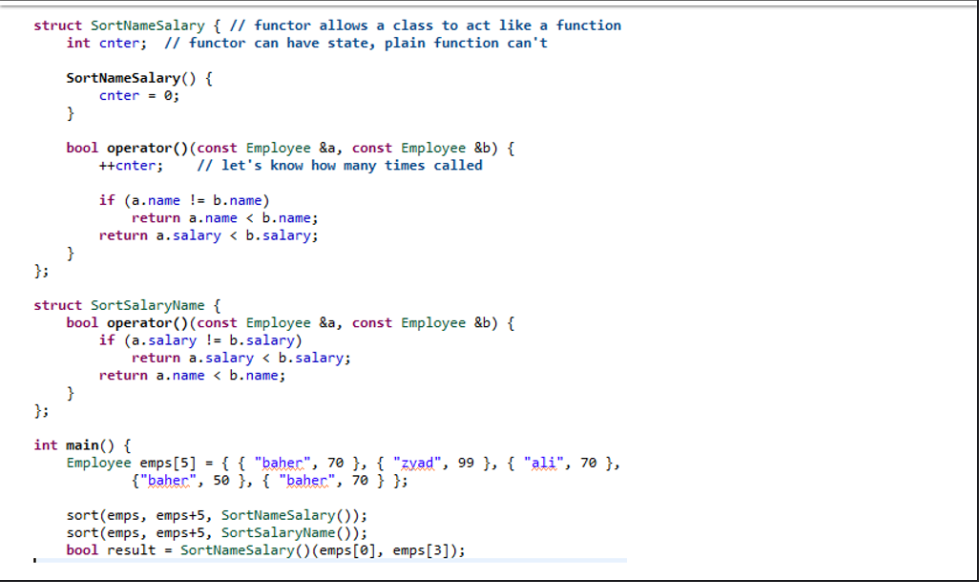 struct SortNameSalary { // functor allows a class to act like a function
int cnter; // functor can have state, plain function can't
SortNameSalary() {
cnter = 0;
}
bool operator()(const Employee &a, const Employee &b) {
++cnter; // let's know how many times called
if (a.name != b.name)
return a.name < b.name;
return a.salary < b.salary;
}
};
struct SortSalaryName {
bool operator()(const Employee &a, const Employee &b) {
if (a.salary != b.salary)
return a.salary < b.salary;
return a.name < b.name;
}
};
int main() {
Employee emps[5] = { { "baher", 70 }, { "zyad", 99 }, { "ali", 70 },
{"baher", 50 }, { "baher", 70 } };
sort(emps, emps+5, SortNameSalary());
sort(emps, emps+5, SortSalaryName());
bool result = SortNameSalary()(emps[0], emps[3]);